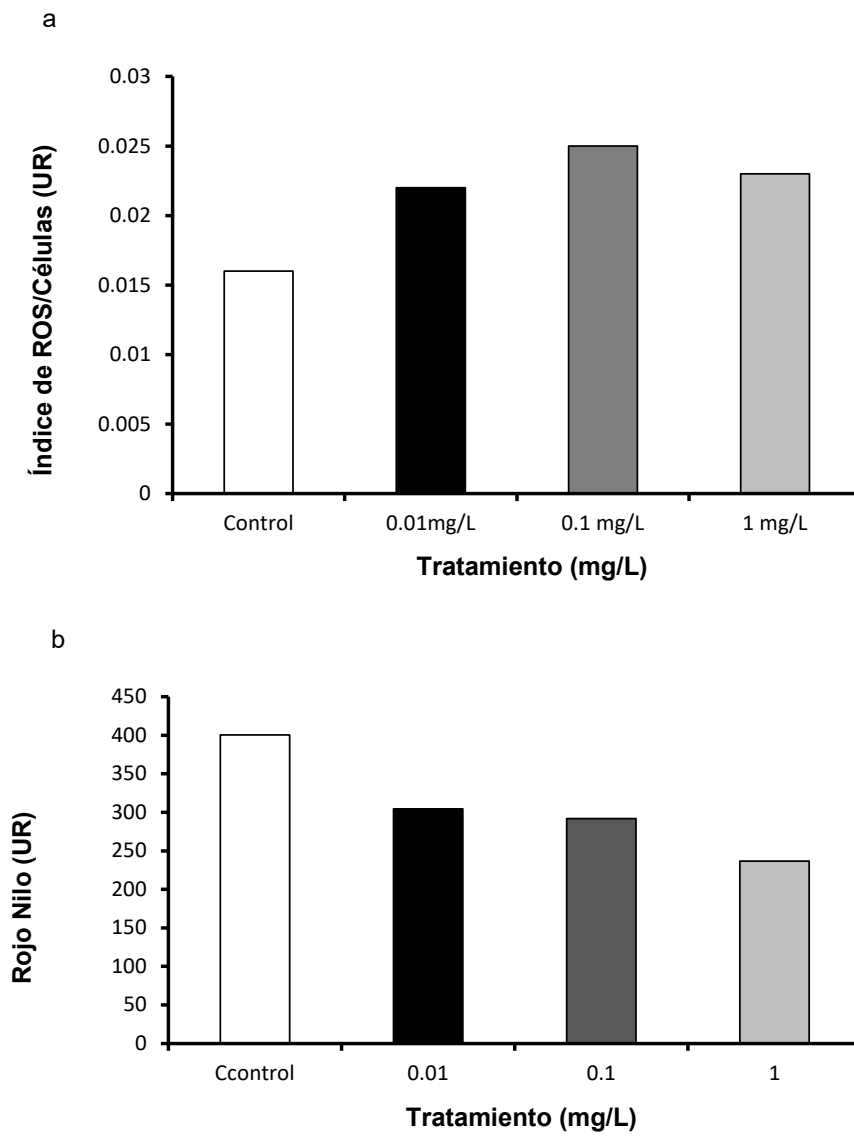 a
0.03
0.025
0.02
0.015
0.01
0.005
0
Índice de ROS/Células (UR)
Control 0.01mg/L 0.1 mg/L 1 mg/L
Tratamiento (mg/L)
b
450
400
350
300
250
200
150
100
50
0
Rojo Nilo (UR)
Ccontrol 0.01 0.1 1
Tratamiento (mg/L)